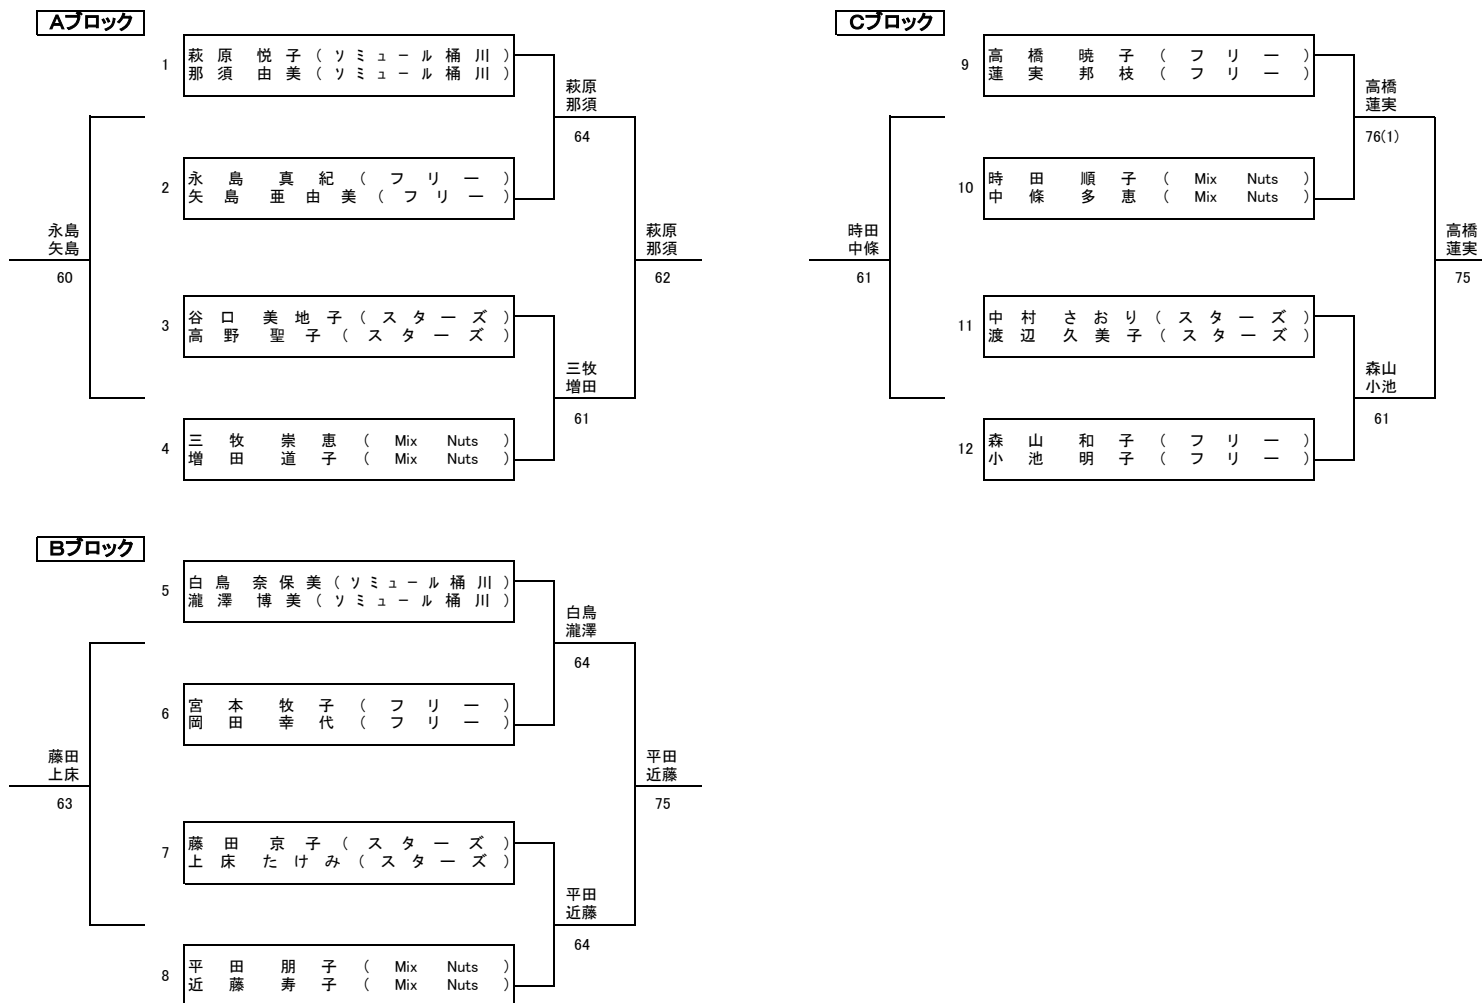 Aブロック
1
萩原 悦子(ソミュール桶川)
那須 由美(ソミュール桶川)
萩原
那須
64
2
永島 真紀(フリー)
矢島 亜由美(フリー)
永島
矢島
60
萩原
那須
62
3
谷口 美地子(スターズ)
高野 聖子(スターズ)
三牧
増田
61
4
三牧 崇恵(Mix Nuts)
増田 道子(Mix Nuts)
Bブロック
5
白鳥 奈保美(ソミュール桶川)
瀧澤 博美(ソミュール桶川)
白鳥
瀧澤
64
6
宮本 牧子(フリー)
岡田 幸代(フリー)
藤田
上床
63
平田
近藤
75
7
藤田 京子(スターズ)
上床 たけみ(スターズ)
平田
近藤
64
8
平田 朋子(Mix Nuts)
近藤 寿子(Mix Nuts)
Cブロック
9
高橋 暁子(フリー)
蓮実 邦枝(フリー)
高橋
蓮実
76(1)
10
時田 順子(Mix Nuts)
中條 多恵(Mix Nuts)
時田
中條
61
高橋
蓮実
75
11
中村 さおり(スターズ)
渡辺 久美子(スターズ)
森山
小池
61
12
森山 和子(フリー)
小池 明子(フリー)